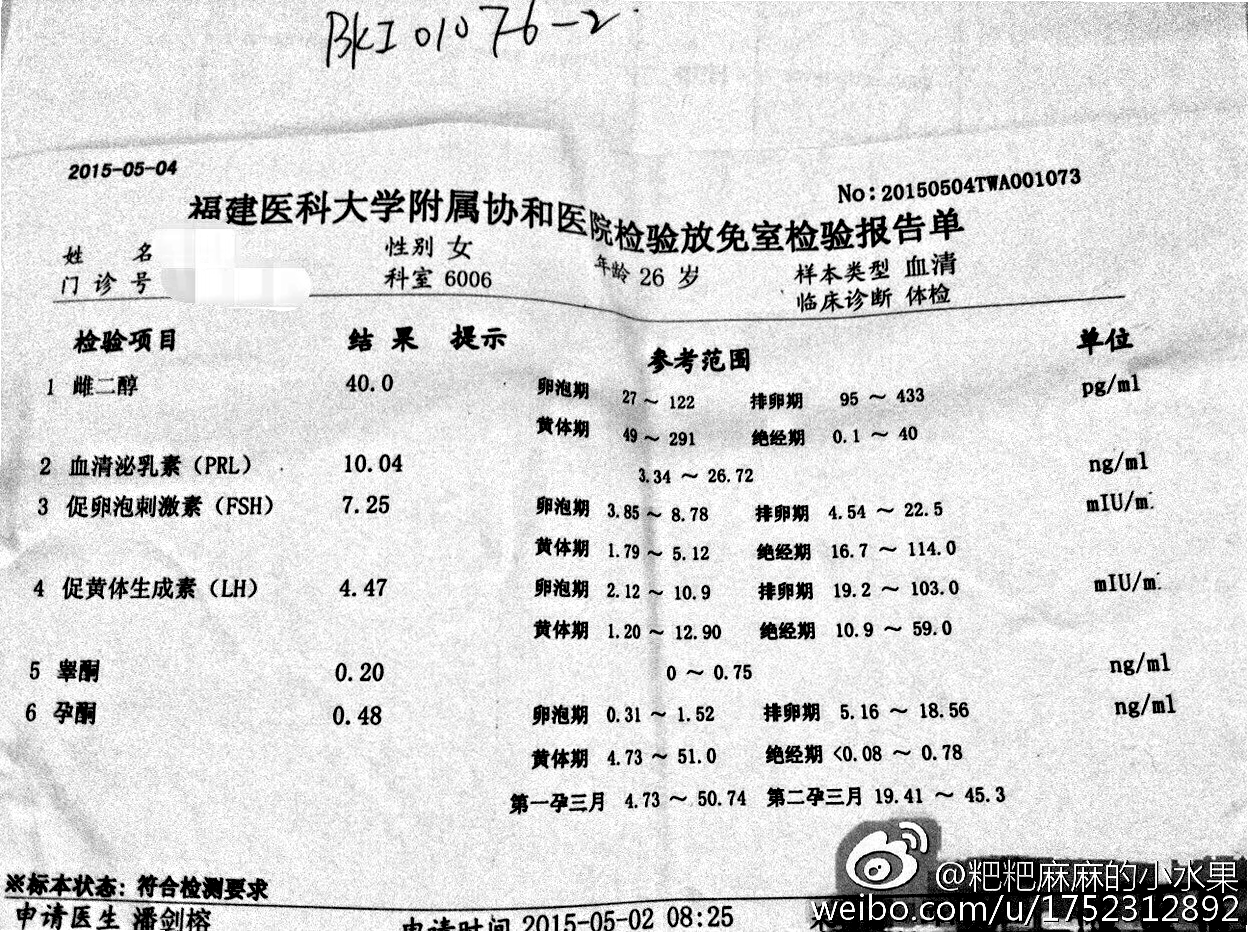 BKI01076-2
2015-05-04
No:20150504TWA001073
福建医科大学附属协和医院检验放免室检验报告单
姓 名 性别 女 年龄 26 岁 样本类型 血清
门 诊 号 科室 6006 临床诊断 体检
检验项目 结 果 提示 参考范围 单位
1 雌二醇 40.0 卵泡期 27 ~ 122 排卵期 95 ~ 433 pg/ml
黄体期 49 ~ 291 绝经期 0.1 ~ 40
2 血清泌乳素(PRL) 10.04 3.34 ~ 26.72 ng/ml
3 促卵泡刺激素(FSH) 7.25 卵泡期 3.85 ~ 8.78 排卵期 4.54 ~ 22.5 mIU/m
黄体期 1.79 ~ 5.12 绝经期 16.7 ~ 114.0
4 促黄体生成素(LH) 4.47 卵泡期 2.12 ~ 10.9 排卵期 19.2 ~ 103.0 mIU/m
黄体期 1.20 ~ 12.90 绝经期 10.9 ~ 59.0
5 睾酮 0.20 0 ~ 0.75 ng/ml
6 孕酮 0.48 卵泡期 0.31 ~ 1.52 排卵期 5.16 ~ 18.56 ng/ml
黄体期 4.73 ~ 51.0 绝经期 <0.08 ~ 0.78
第一孕三月 4.73 ~ 50.74 第二孕三月 19.41 ~ 45.3
※标本状态: 符合检测要求
申请医生 潘剑榕 申请时间 2015-05-02 08:25
@粑粑麻麻的小水果
weibo.com/u/1752312892